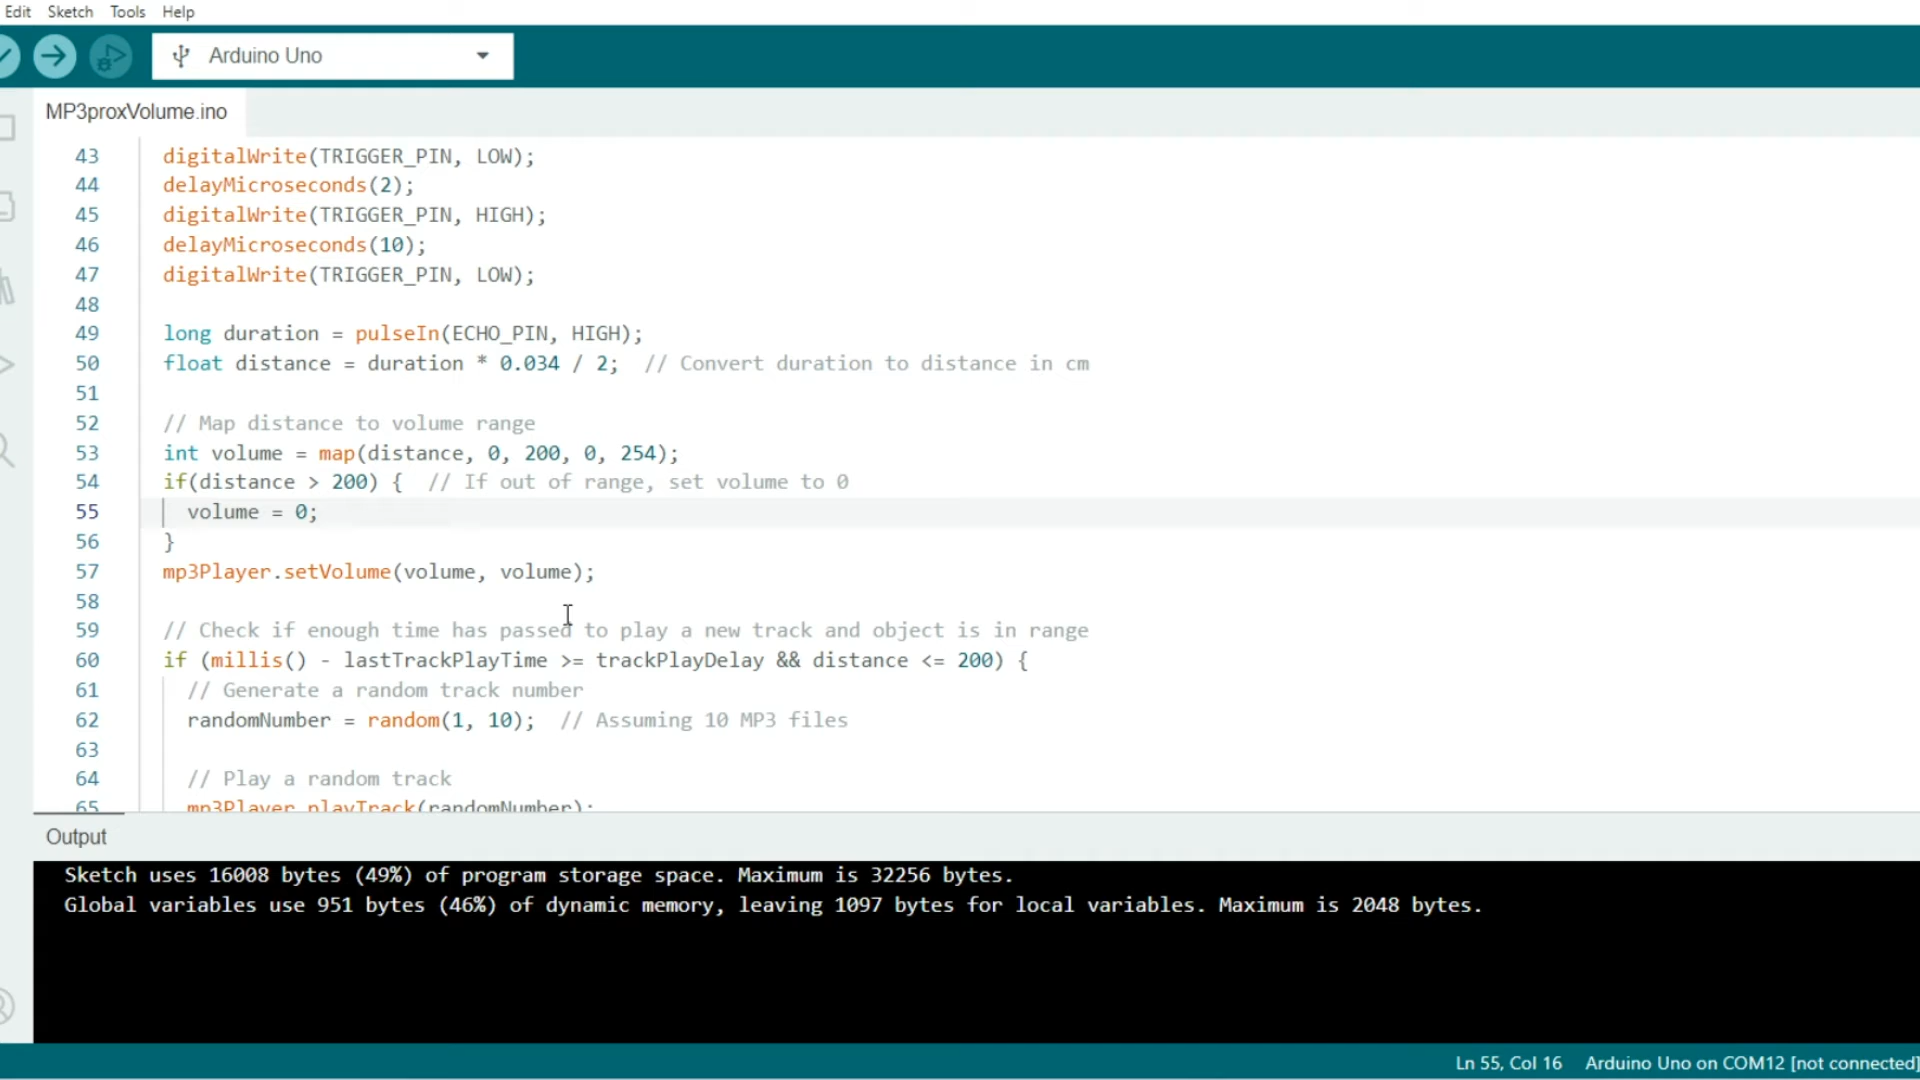 Edit Sketch Tools Help
Arduino Uno
MP3proxVolume.ino
43 digitalWrite(TRIGGER_PIN, LOW);
44 delayMicroseconds(2);
45 digitalWrite(TRIGGER_PIN, HIGH);
46 delayMicroseconds(10);
47 digitalWrite(TRIGGER_PIN, LOW);
48
49 long duration = pulseIn(ECHO_PIN, HIGH);
50 float distance = duration * 0.034 / 2; // Convert duration to distance in cm
51
52 // Map distance to volume range
53 int volume = map(distance, 0, 200, 0, 254);
54 if(distance > 200) { // If out of range, set volume to 0
55 volume = 0;
56 }
57 mp3Player.setVolume(volume, volume);
58
59 // Check if enough time has passed to play a new track and object is in range
60 if (millis() - lastTrackPlayTime >= trackPlayDelay && distance <= 200) {
61 // Generate a random track number
62 randomNumber = random(1, 10); // Assuming 10 MP3 files
63
64 // Play a random track
65 mp3Player.playTrack(randomNumber);
Output
Sketch uses 16008 bytes (49%) of program storage space. Maximum is 32256 bytes.
Global variables use 951 bytes (46%) of dynamic memory, leaving 1097 bytes for local variables. Maximum is 2048 bytes.
Ln 55, Col 16 Arduino Uno on COM12 [not connected]